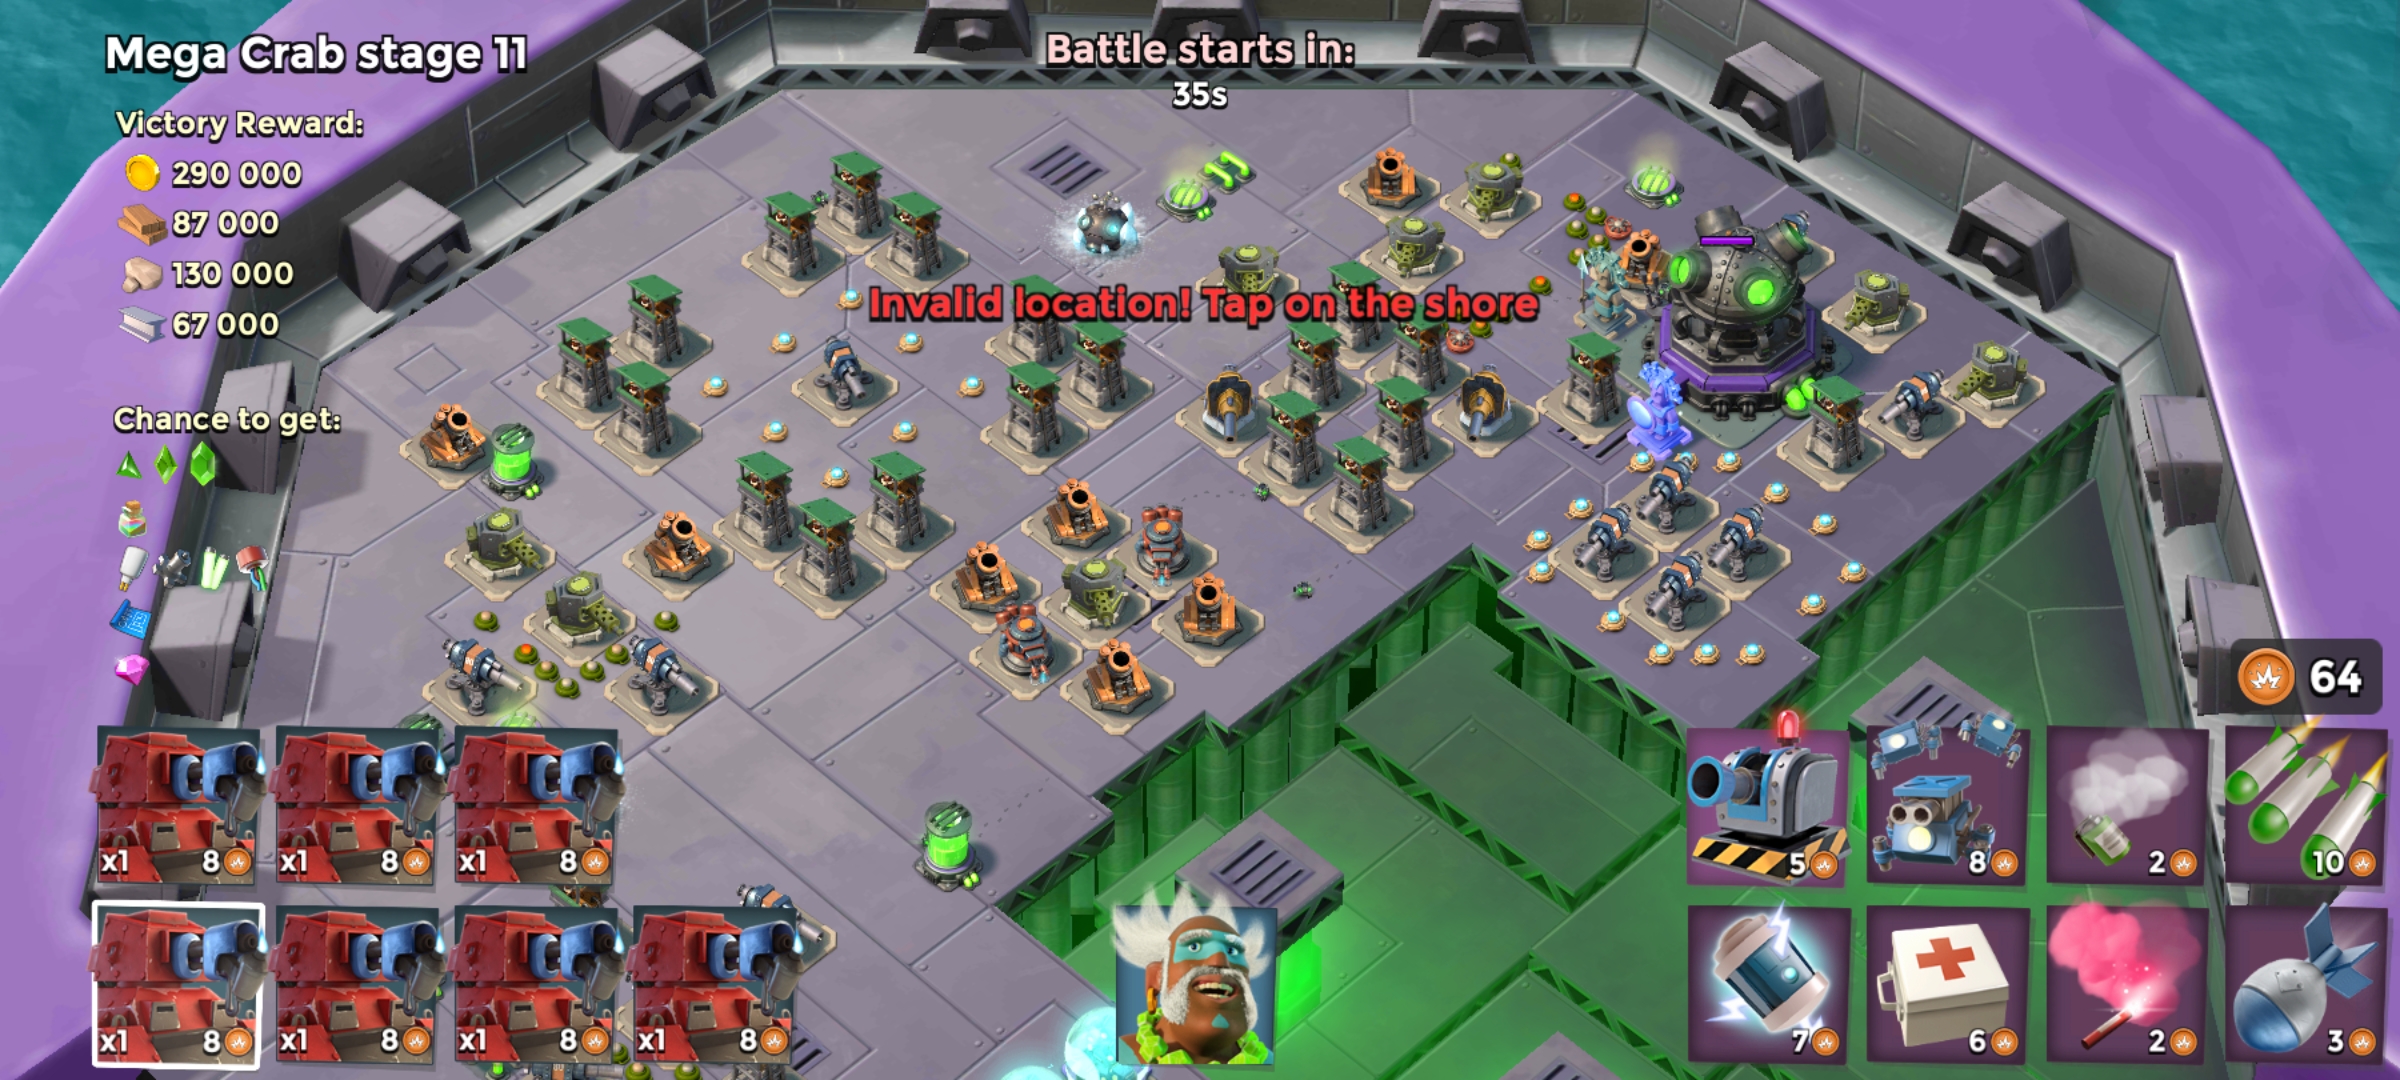 Mega Crab stage 11
Battle starts in:
35s
Victory Reward:
290 000
87 000
130 000
67 000
Invalid location! Tap on the shore
Chance to get:
64
x1 8
x1 8
x1 8
5
8
2
10
x1 8
x1 8
x1 8
x1 8
7
6
2
3